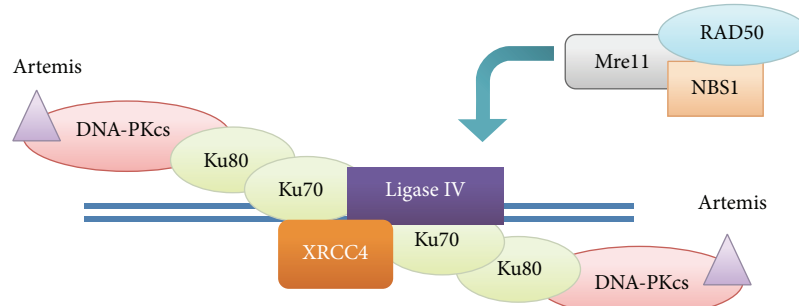 RAD50
Mre11
NBS1
Artemis
DNA-PKcs
Ku80
Ku70
Ligase IV
Artemis
XRCC4
Ku70
Ku80
DNA-PKcs